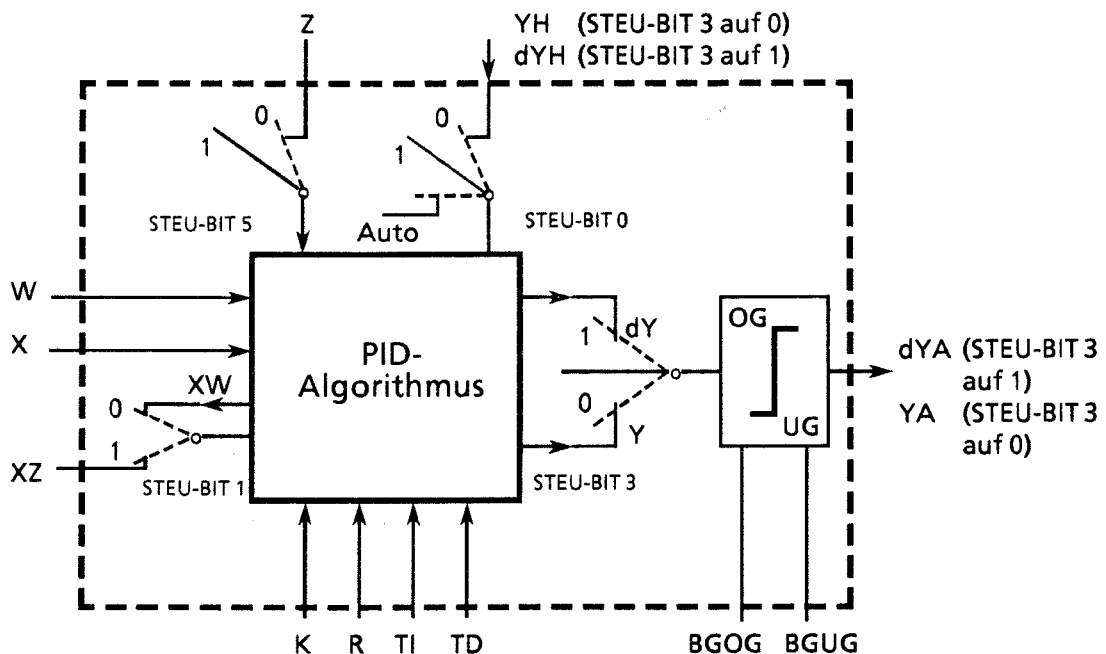 Z
YH (STEU-BIT 3 auf 0)
dYH (STEU-BIT 3 auf 1)
0
1
STEU-BIT 5
0
1
Auto
STEU-BIT 0
W
X
XW
0
1
XZ
STEU-BIT 1
PID-
Algorithmus
1
dY
0
Y
STEU-BIT 3
OG
UG
dYA (STEU-BIT 3
auf 1)
YA (STEU-BIT 3
auf 0)
K R TI TD
BGOG BGUG